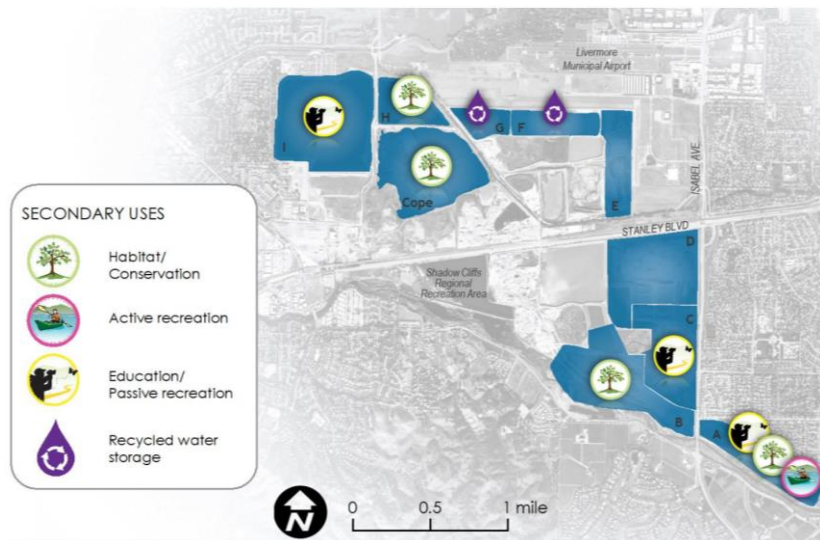 Livermore
Municipal Airport
H
G
F
I
Cope
E
ISABEL AVE
STANLEY BLVD
D
Shadow Cliffs
Regional
Recreation Area
C
B
A
SECONDARY USES
Habitat/
Conservation
Active recreation
Education/
Passive recreation
Recycled water
storage
N
0 0.5 1 mile